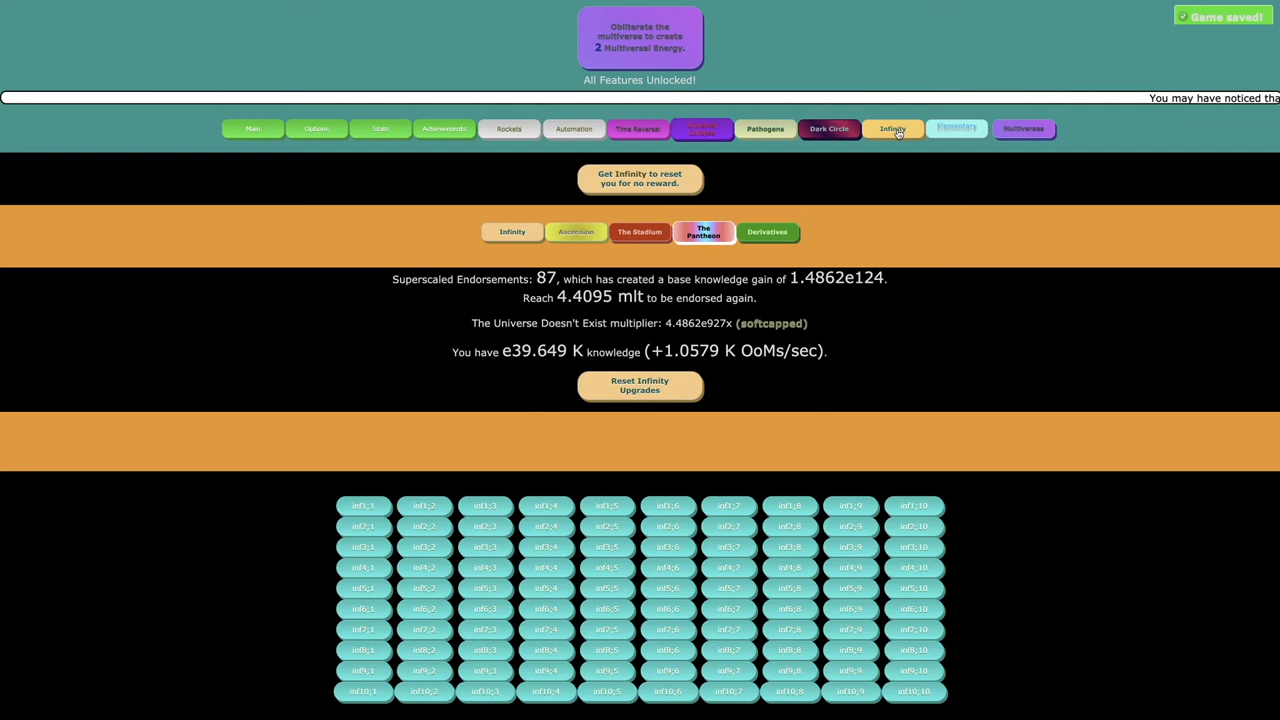 Obliterate the
multiverse to create
2 Multiversal Energy.
Game saved!
All Features Unlocked!
You may have noticed tha
Main Options Stats Achievements Rockets Automation Time Reversal Pathogens Dark Circle Infinity Elementary Multiverse
Get Infinity to reset
you for no reward.
Infinity Ascension The Stadium The Pantheon Derivatives
Superscaled Endorsements: 87, which has created a base knowledge gain of 1.4862e124.
Reach 4.4095 mlt to be endorsed again.
The Universe Doesn't Exist multiplier: 4.4862e927x (softcapped)
You have e39.649 K knowledge (+1.0579 K OoMs/sec).
Reset Infinity
Upgrades
inf1;1 inf1;2 inf1;3 inf1;4 inf1;5 inf1;6 inf1;7 inf1;8 inf1;9 inf1;10
inf2;1 inf2;2 inf2;3 inf2;4 inf2;5 inf2;6 inf2;7 inf2;8 inf2;9 inf2;10
inf3;1 inf3;2 inf3;3 inf3;4 inf3;5 inf3;6 inf3;7 inf3;8 inf3;9 inf3;10
inf4;1 inf4;2 inf4;3 inf4;4 inf4;5 inf4;6 inf4;7 inf4;8 inf4;9 inf4;10
inf5;1 inf5;2 inf5;3 inf5;4 inf5;5 inf5;6 inf5;7 inf5;8 inf5;9 inf5;10
inf6;1 inf6;2 inf6;3 inf6;4 inf6;5 inf6;6 inf6;7 inf6;8 inf6;9 inf6;10
inf7;1 inf7;2 inf7;3 inf7;4 inf7;5 inf7;6 inf7;7 inf7;8 inf7;9 inf7;10
inf8;1 inf8;2 inf8;3 inf8;4 inf8;5 inf8;6 inf8;7 inf8;8 inf8;9 inf8;10
inf9;1 inf9;2 inf9;3 inf9;4 inf9;5 inf9;6 inf9;7 inf9;8 inf9;9 inf9;10
inf10;1 inf10;2 inf10;3 inf10;4 inf10;5 inf10;6 inf10;7 inf10;8 inf10;9 inf10;10